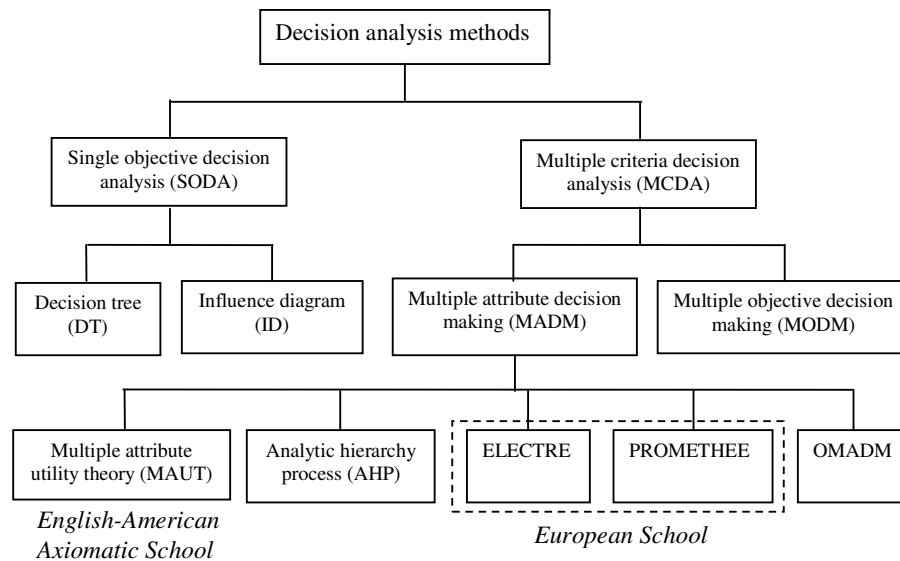 Decision analysis methods
Single objective decision
analysis (SODA)
Multiple criteria decision
analysis (MCDA)
Decision tree
(DT)
Influence diagram
(ID)
Multiple attribute decision
making (MADM)
Multiple objective decision
making (MODM)
Multiple attribute
utility theory (MAUT)
Analytic hierarchy
process (AHP)
ELECTRE
PROMETHEE
OMADM
English-American
Axiomatic School
European School